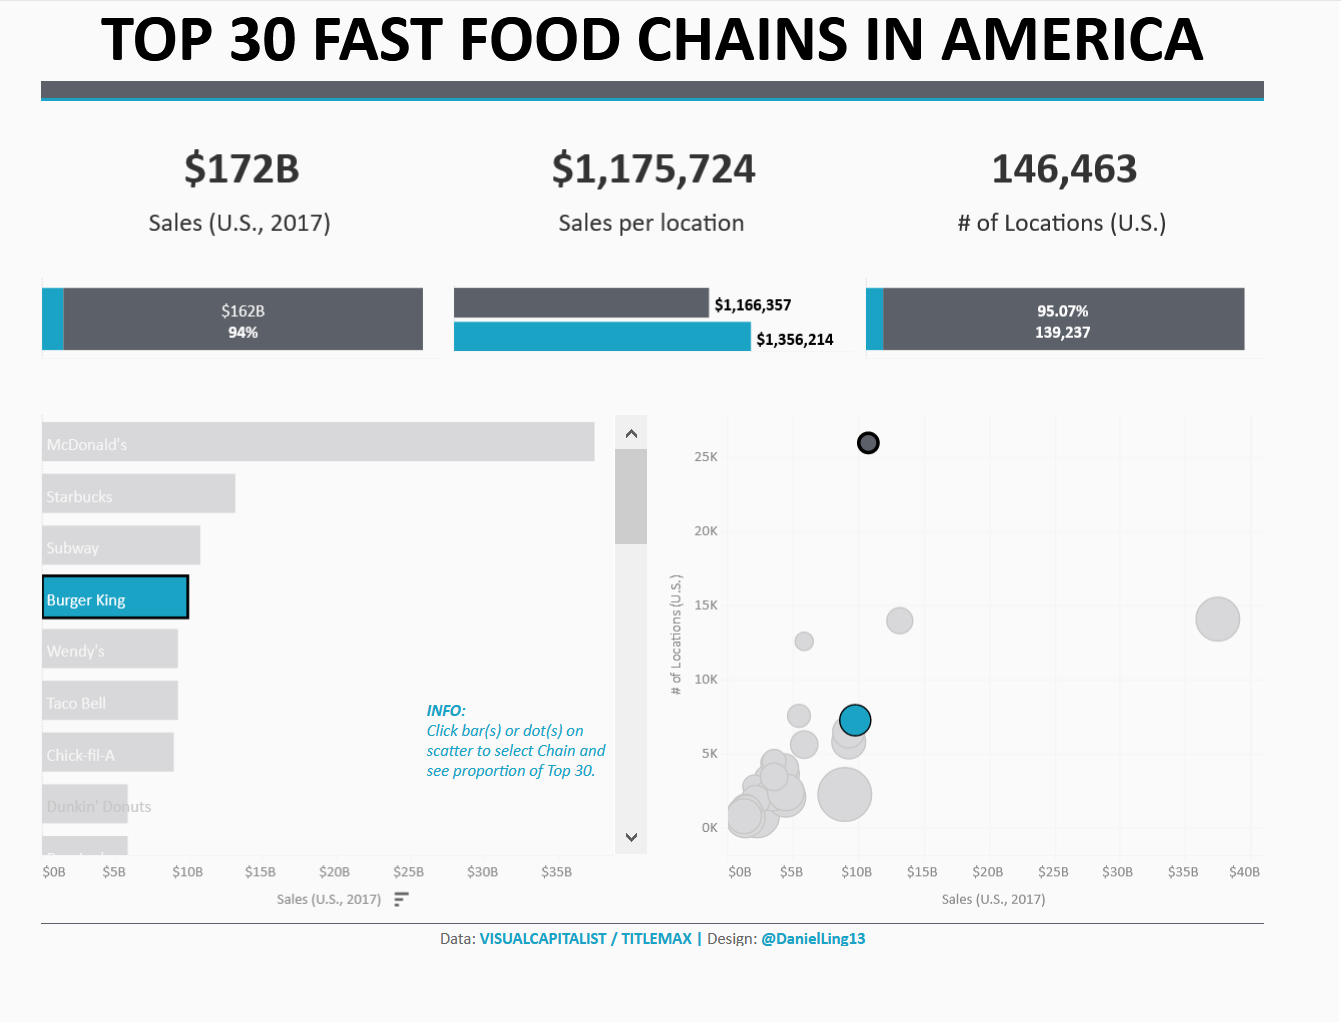 TOP 30 FAST FOOD CHAINS IN AMERICA
$172B
Sales (U.S., 2017)
$1,175,724
Sales per location
146,463
# of Locations (U.S.)
$162B
94%
$1,166,357
$1,356,214
95.07%
139,237
McDonald's
Starbucks
Subway
Burger King
Wendy's
Taco Bell
Chick-fil-A
Dunkin' Donuts
INFO:
Click bar(s) or dot(s) on
scatter to select Chain and
see proportion of Top 30.
$0B $5B $10B $15B $20B $25B $30B $35B
Sales (U.S., 2017)
# of Locations (U.S.)
25K
20K
15K
10K
5K
0K
$0B $5B $10B $15B $20B $25B $30B $35B $40B
Sales (U.S., 2017)
Data: VISUALCAPITALIST / TITLEMAX | Design: @DanielLing13